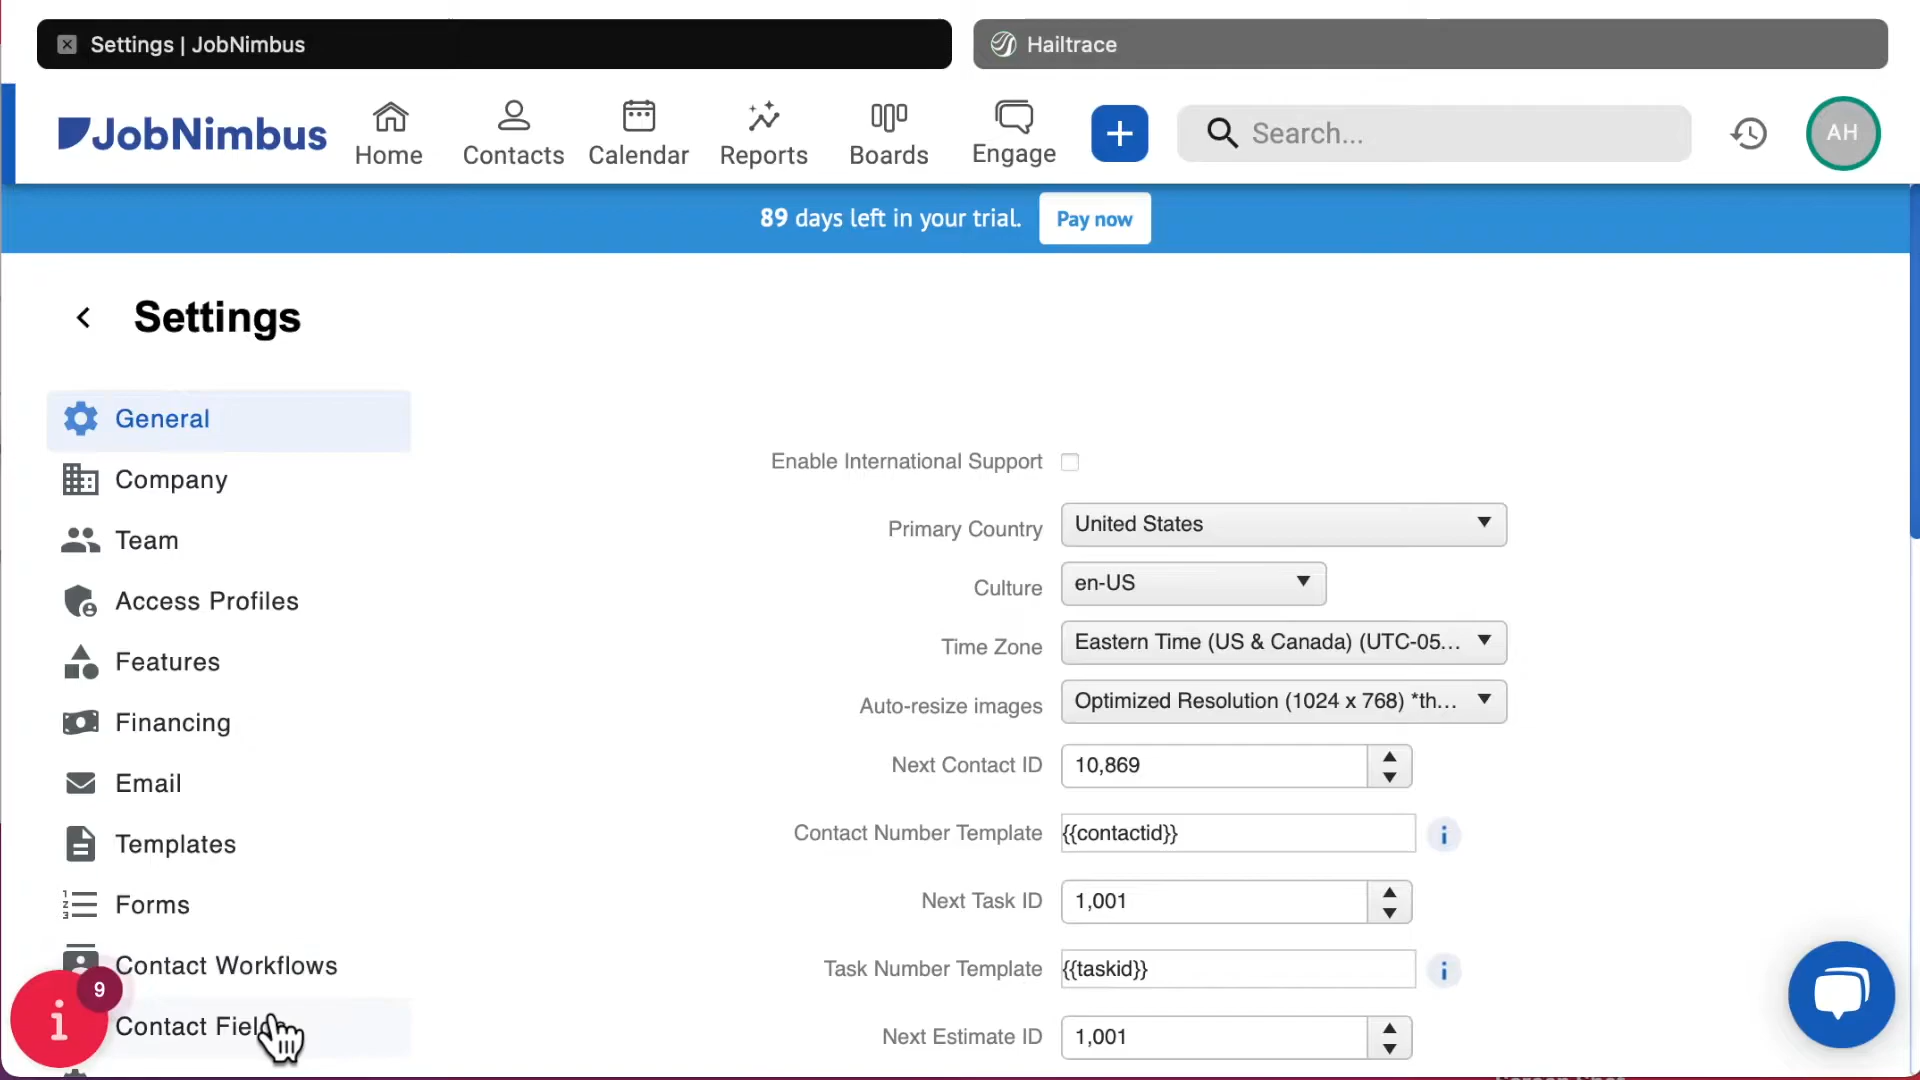 Settings | JobNimbus
Hailtrace
JobNimbus
Home
Contacts
Calendar
Reports
Boards
Engage
Search...
AH
89 days left in your trial.
Pay now
Settings
General
Company
Team
Access Profiles
Features
Financing
Email
Templates
Forms
Contact Workflows
9
Contact
Enable International Support
Primary Country
United States
Culture
en-US
Time Zone
Eastern Time (US & Canada) (UTC-05...
Auto-resize images
Optimized Resolution (1024 x 768) *th...
Next Contact ID
10,869
Contact Number Template
{{contactid}}
Next Task ID
1,001
Task Number Template
{{taskid}}
Next Estimate ID
1,001